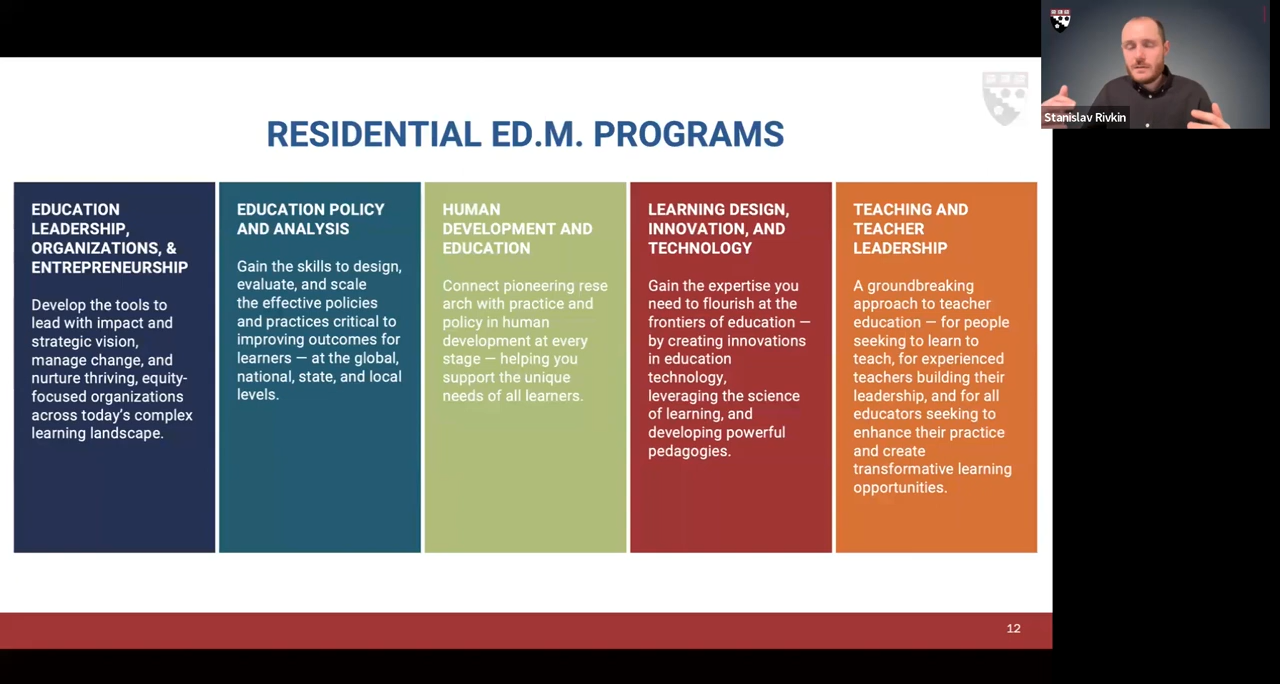 RESIDENTIAL ED.M. PROGRAMS
EDUCATION
LEADERSHIP,
ORGANIZATIONS, &
ENTREPRENEURSHIP
Develop the tools to
lead with impact and
strategic vision,
manage change, and
nurture thriving, equity-
focused organizations
across today’s complex
learning landscape.
EDUCATION POLICY
AND ANALYSIS
Gain the skills to design,
evaluate, and scale
the effective policies
and practices critical to
improving outcomes for
learners — at the global,
national, state, and local
levels.
HUMAN
DEVELOPMENT AND
EDUCATION
Connect pioneering rese
arch with practice and
policy in human
development at every
stage — helping you
support the unique
needs of all learners.
LEARNING DESIGN,
INNOVATION, AND
TECHNOLOGY
Gain the expertise you
need to flourish at the
frontiers of education —
by creating innovations
in education
technology,
leveraging the science
of learning, and
developing powerful
pedagogies.
TEACHING AND
TEACHER
LEADERSHIP
A groundbreaking
approach to teacher
education — for people
seeking to learn to
teach, for experienced
teachers building their
leadership, and for all
educators seeking to
enhance their practice
and create
transformative learning
opportunities.
12
Stanislav Rivkin